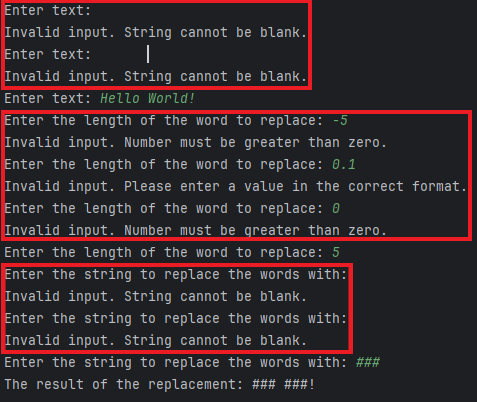 Enter text:
Invalid input. String cannot be blank.
Enter text:
Invalid input. String cannot be blank.
Enter text: Hello World!
Enter the length of the word to replace: -5
Invalid input. Number must be greater than zero.
Enter the length of the word to replace: 0.1
Invalid input. Please enter a value in the correct format.
Enter the length of the word to replace: 0
Invalid input. Number must be greater than zero.
Enter the length of the word to replace: 5
Enter the string to replace the words with:
Invalid input. String cannot be blank.
Enter the string to replace the words with:
Invalid input. String cannot be blank.
Enter the string to replace the words with: ###
The result of the replacement: ### ###!